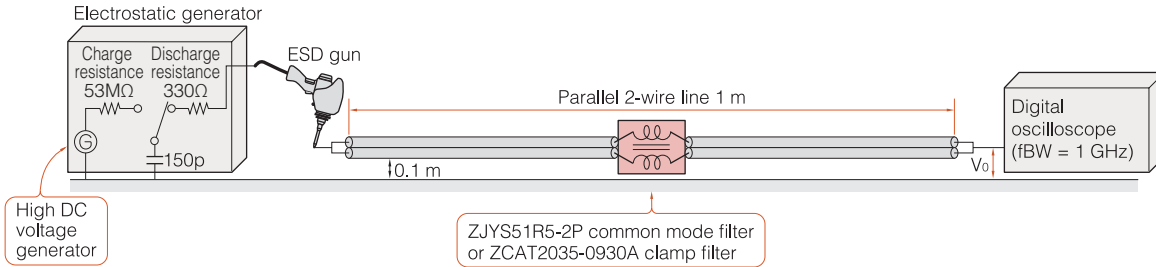 Electrostatic generator
Charge
resistance
53MΩ
Discharge
resistance
330Ω
G
150p
ESD gun
Parallel 2-wire line 1 m
0.1 m
V0
Digital
oscilloscope
(fBW = 1 GHz)
High DC
voltage
generator
ZJYS51R5-2P common mode filter
or ZCAT2035-0930A clamp filter